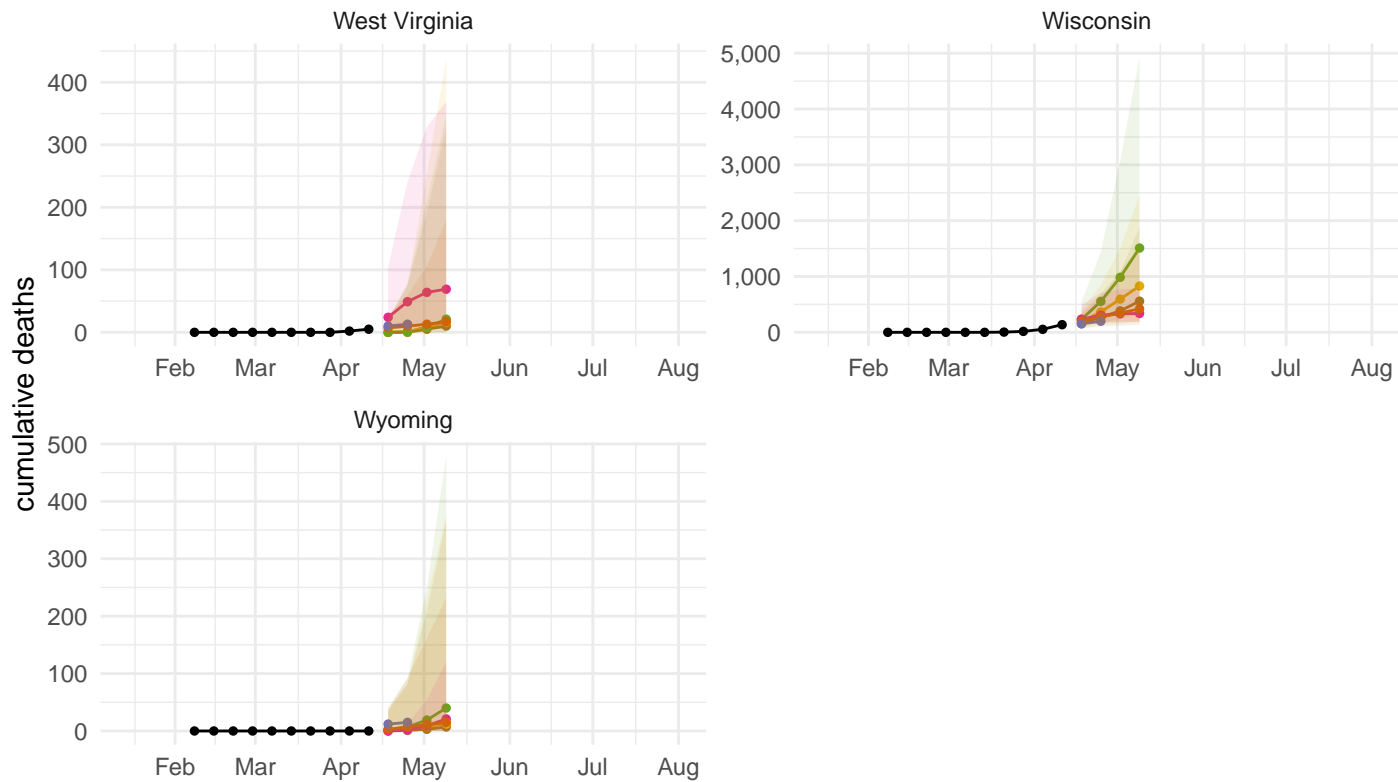 West Virginia
Wisconsin
cumulative deaths
400
300
200
100
0
Feb Mar Apr May Jun Jul Aug
5,000
4,000
3,000
2,000
1,000
0
Feb Mar Apr May Jun Jul Aug
Wyoming
500
400
300
200
100
0
Feb Mar Apr May Jun Jul Aug